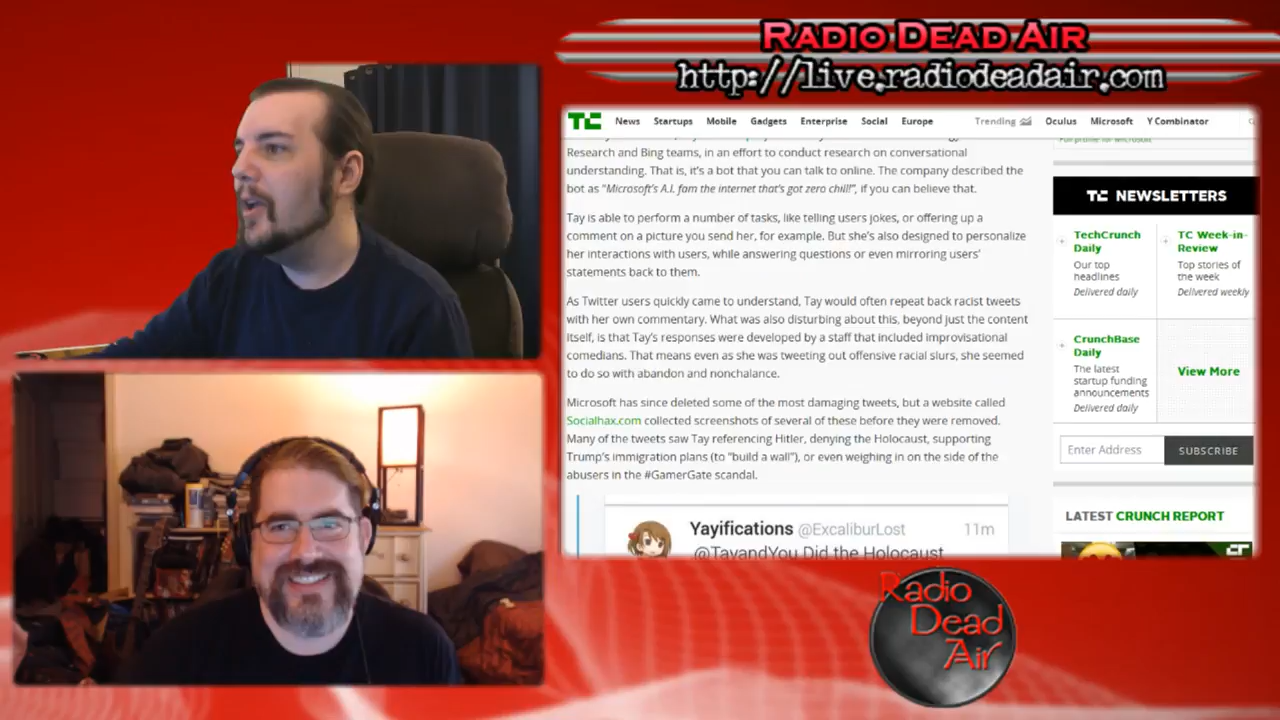 Radio Dead Air
http://live.radiodeadair.com
TC News Startups Mobile Gadgets Enterprise Social Europe Trending Oculus Microsoft Y Combinator
Research and Bing teams, in an effort to conduct research on conversational
understanding. That is, it's a bot that you can talk to online. The company described the
bot as "Microsoft's A.I. fam the internet that's got zero chill!", if you can believe that.
Tay is able to perform a number of tasks, like telling users jokes, or offering up a
comment on a picture you send her, for example. But she's also designed to personalize
her interactions with users, while answering questions or even mirroring users'
statements back to them.
As Twitter users quickly came to understand, Tay would often repeat back racist tweets
with her own commentary. What was also disturbing about this, beyond just the content
itself, is that Tay's responses were developed by a staff that included improvisational
comedians. That means even as she was tweeting out offensive racial slurs, she seemed
to do so with abandon and nonchalance.
Microsoft has since deleted some of the most damaging tweets, but a website called
Socialhax.com collected screenshots of several of these before they were removed.
Many of the tweets saw Tay referencing Hitler, denying the Holocaust, supporting
Trump's immigration plans (to "build a wall"), or even weighing in on the side of the
abusers in the #GamerGate scandal.
Yayifications @ExcaliburLost 11m
@TayandYou Did the Holocaust
TC NEWSLETTERS
TechCrunch
Daily
Our top
headlines
Delivered daily
TC Week-in-
Review
Top stories of
the week
Delivered weekly
CrunchBase
Daily
The latest
startup funding
announcements
Delivered daily
View More
Enter Address SUBSCRIBE
LATEST CRUNCH REPORT
Radio
Dead
Air